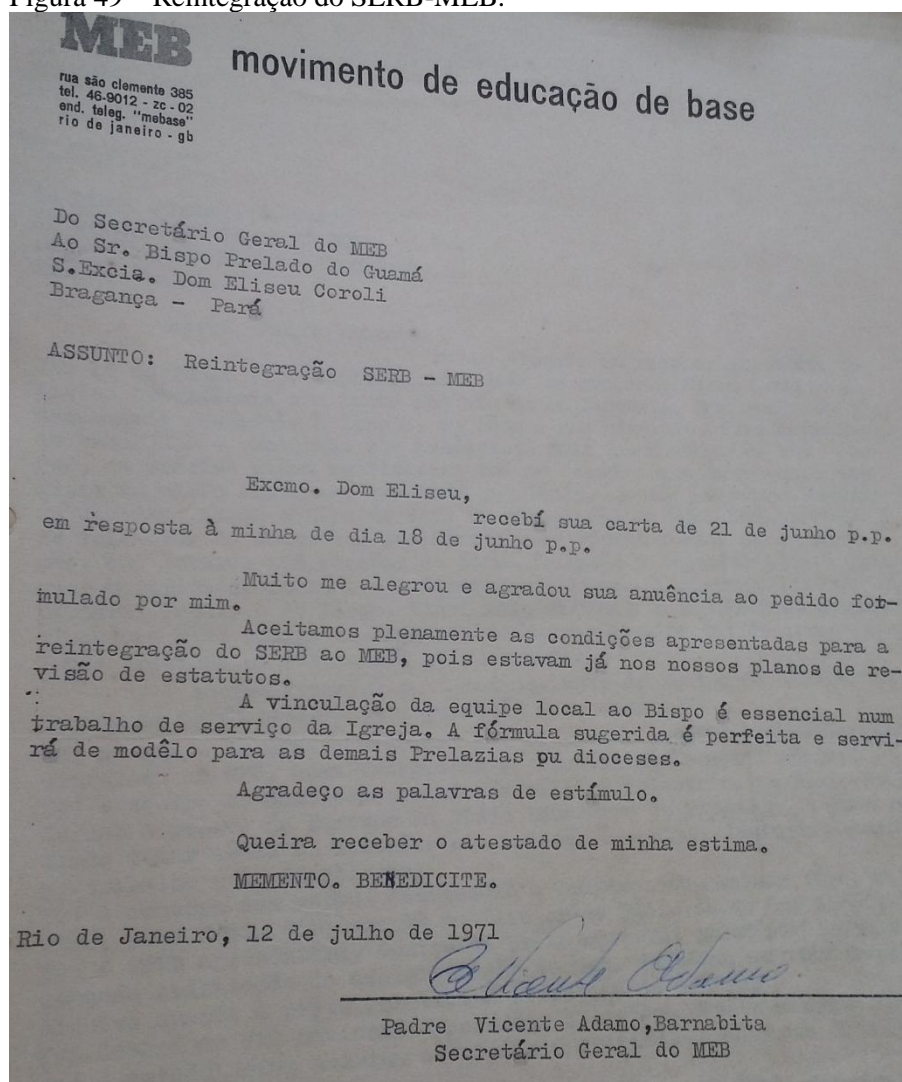 Figura 49 – Reintegração do SERB-MEB.
MEB movimento de educação de base
rua são clemente 385
tel. 46-9012 - zc - 02
end. teleg. "mebase"
rio de janeiro - gb
Do Secretário Geral do MEB
Ao Sr. Bispo Prelado do Guamá
S.Excia. Dom Eliseu Coroli
Bragança - Pará
ASSUNTO: Reintegração SERB - MEB
Excmo. Dom Eliseu,
recebí sua carta de 21 de junho p.p.
em resposta à minha de dia 18 de junho p.p.
Muito me alegrou e agradou sua anuência ao pedido for-
mulado por mim.
Aceitamos plenamente as condições apresentadas para a
reintegração do SERB ao MEB, pois estavam já nos nossos planos de re-
visão de estatutos.
A vinculação da equipe local ao Bispo é essencial num
trabalho de serviço da Igreja. A fórmula sugerida é perfeita e servi-
rá de modêlo para as demais Prelazias ou dioceses.
Agradeço as palavras de estímulo.
Queira receber o atestado de minha estima.
MEMENTO. BENEDICITE.
Rio de Janeiro, 12 de julho de 1971
Pe Vicente Adamo
Padre Vicente Adamo,Barnabita
Secretário Geral do MEB